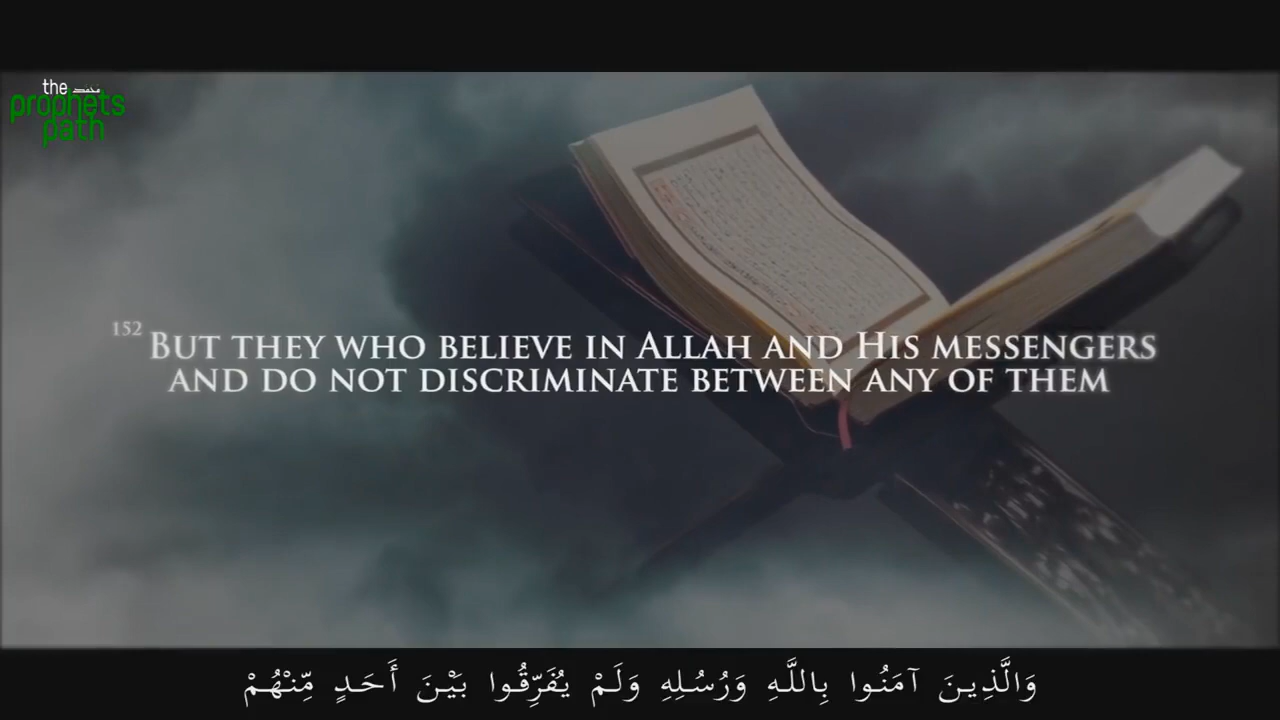 the محمد
prophets
path
152 BUT THEY WHO BELIEVE IN ALLAH AND HIS MESSENGERS
AND DO NOT DISCRIMINATE BETWEEN ANY OF THEM
وَالَّذِينَ آمَنُوا بِاللَّهِ وَرُسُلِهِ وَلَمْ يُفَرِّقُوا بَيْنَ أَحَدٍ مِّنْهُمْ